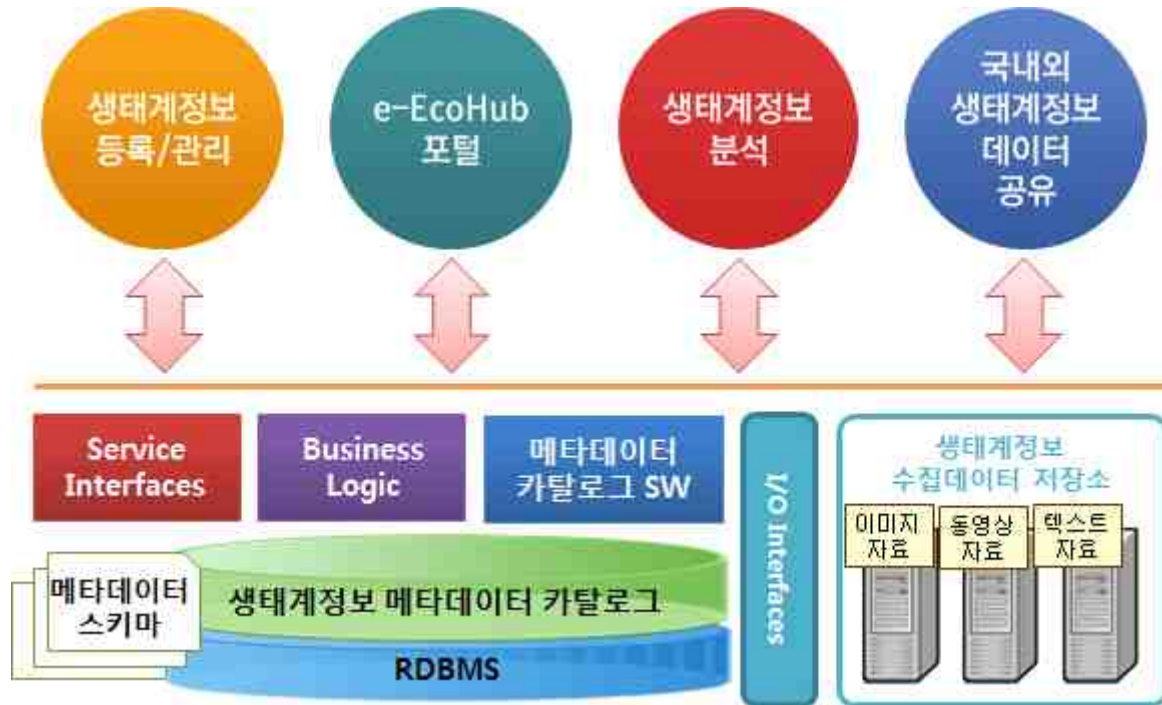 생태계정보
등록/관리
e-EcoHub
포털
생태계정보
분석
국내외
생태계정보
데이터
공유
Service
Interfaces
Business
Logic
메타데이터
카탈로그 SW
I/O Interfaces
생태계정보
수집데이터 저장소
이미지
자료
동영상
자료
텍스트
자료
메타데이터
스키마
생태계정보 메타데이터 카탈로그
RDBMS